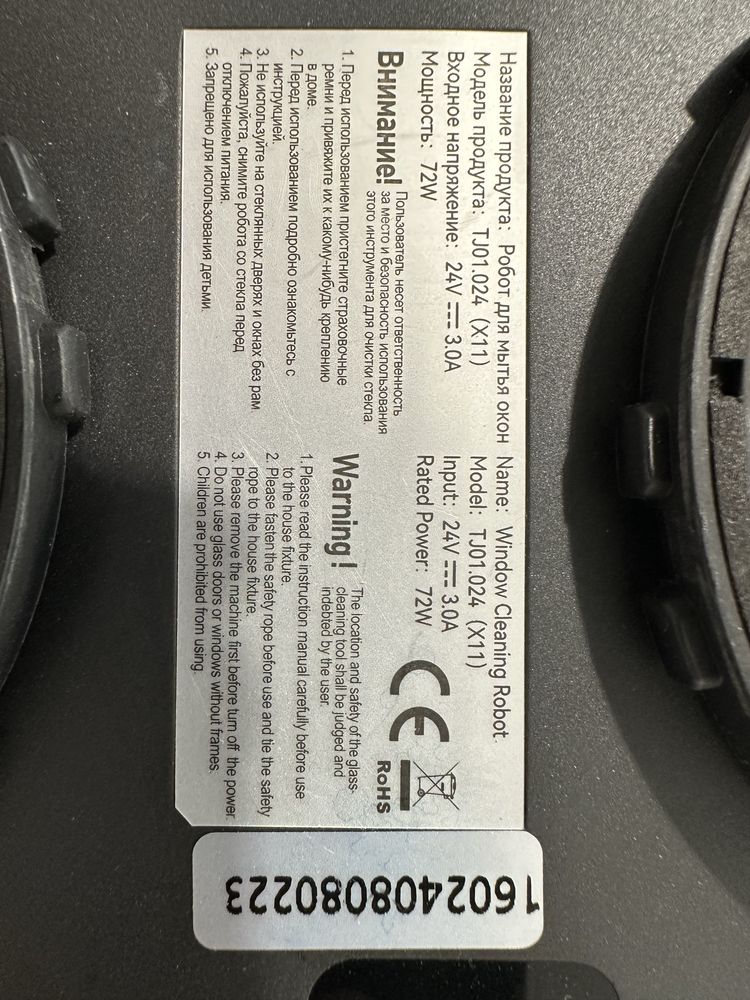 Название продукта: Робот для мытья окон
Модель продукта: TJ01.024 (X11)
Входное напряжение: 24V 3.0A
Мощность: 72W
Внимание!
Пользователь несет ответственность
за место и безопасность использования
этого инструмента для очистки стекла.
1. Перед использованием пристегните страховочные
ремни и привяжите их к какому-нибудь креплению
в доме.
2. Перед использованием подробно ознакомьтесь с
инструкцией.
3. Не используйте на стеклянных дверях и окнах без рам.
4. Пожалуйста, снимите робота со стекла перед
отключением питания.
5. Запрещено для использования детьми.
Name: Window Cleaning Robot
Model: TJ01.024 (X11)
Input: 24V 3.0A
Rated Power: 72W
CE
RoHS
Warning!
The location and safety of the glass-
cleaning tool shall be judged and
indebted by the user.
1. Please read the instruction manual carefully before use
to the house fixture.
2. Please fasten the safety rope before use and tie the safety
rope to the house fixture.
3. Please remove the machine first before turn off the power.
4. Do not use glass doors or windows without frames.
5. Children are prohibited from using.
160240808080223